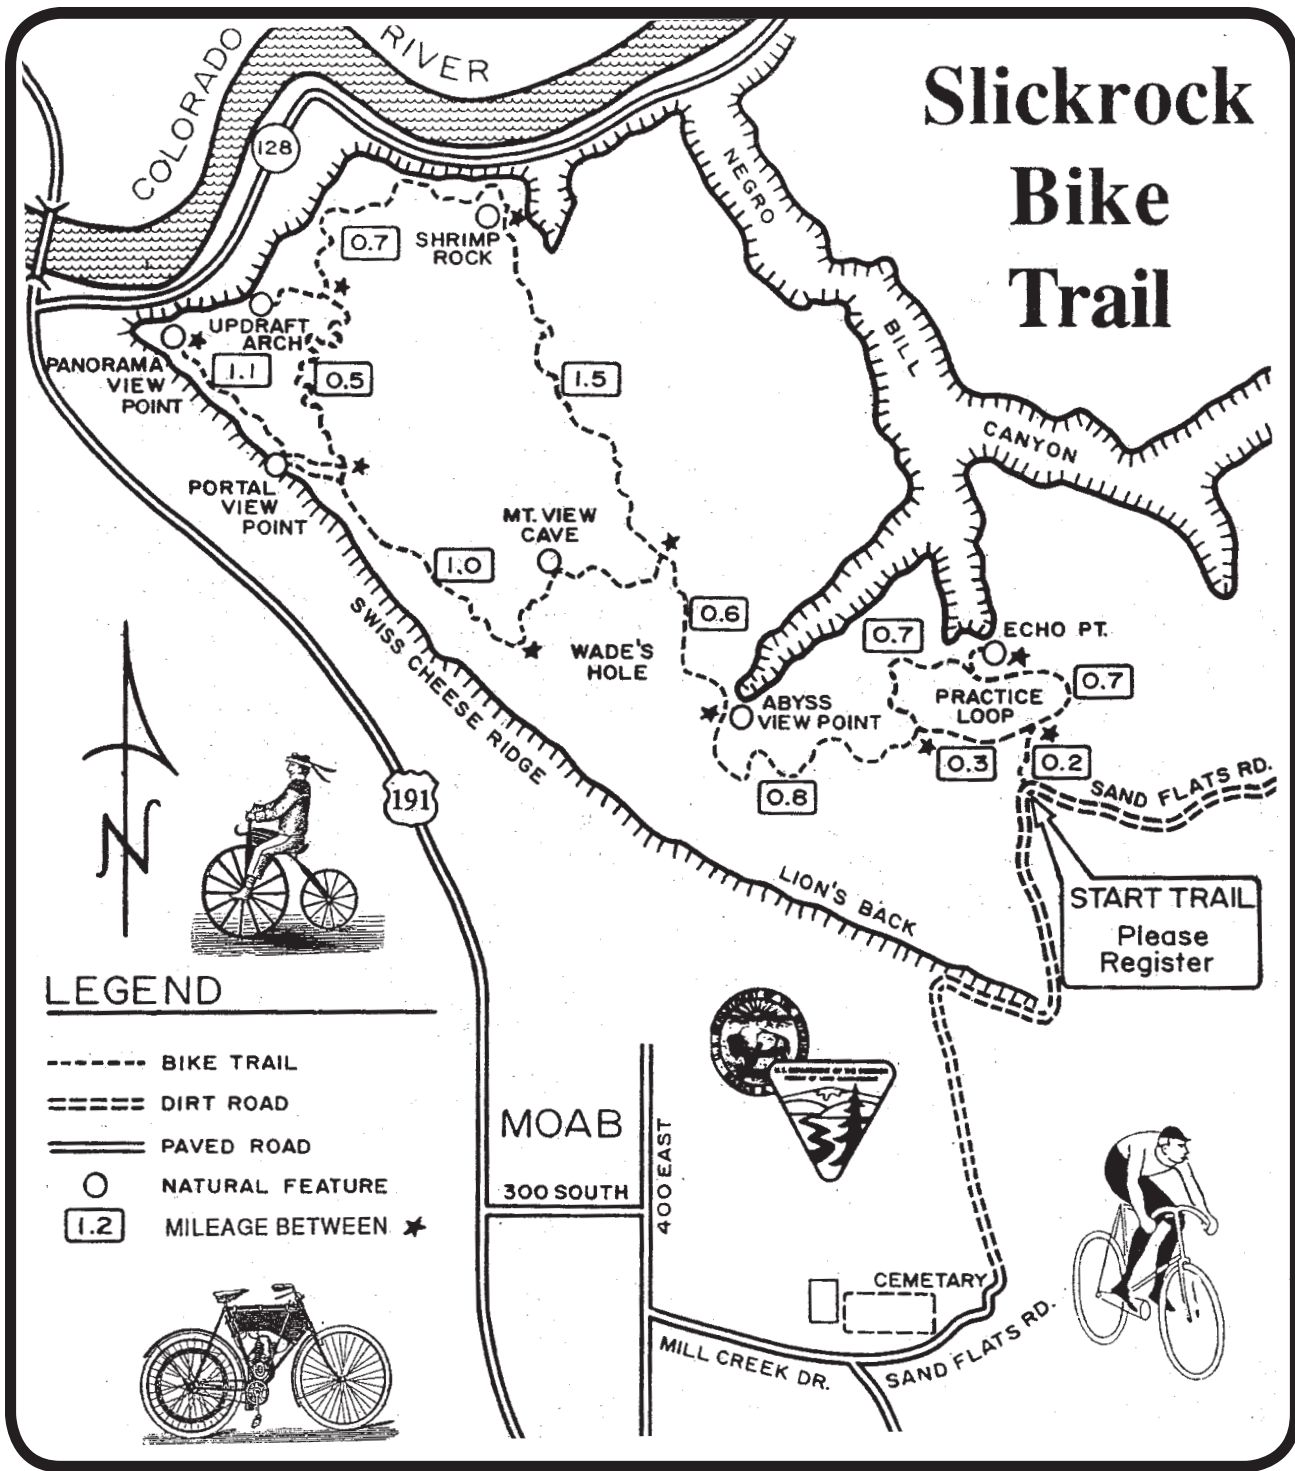 Slickrock
Bike
Trail
COLORADO
RIVER
128
NEGRO
BILL
CANYON
0.7
SHRIMP
ROCK
UPDRAFT
ARCH
PANORAMA
VIEW
POINT
1.1
0.5
1.5
PORTAL
VIEW
POINT
MT. VIEW
CAVE
1.0
0.6
WADE'S
HOLE
SWISS CHEESE RIDGE
0.7
ECHO PT.
0.7
PRACTICE
LOOP
ABYSS
VIEW POINT
0.3
0.2
0.8
SAND FLATS RD.
191
N
LION'S BACK
START TRAIL
Please
Register
LEGEND
BIKE TRAIL
DIRT ROAD
PAVED ROAD
NATURAL FEATURE
1.2
MILEAGE BETWEEN
MOAB
300 SOUTH
400 EAST
CEMETARY
MILL CREEK DR.
SAND FLATS RD.